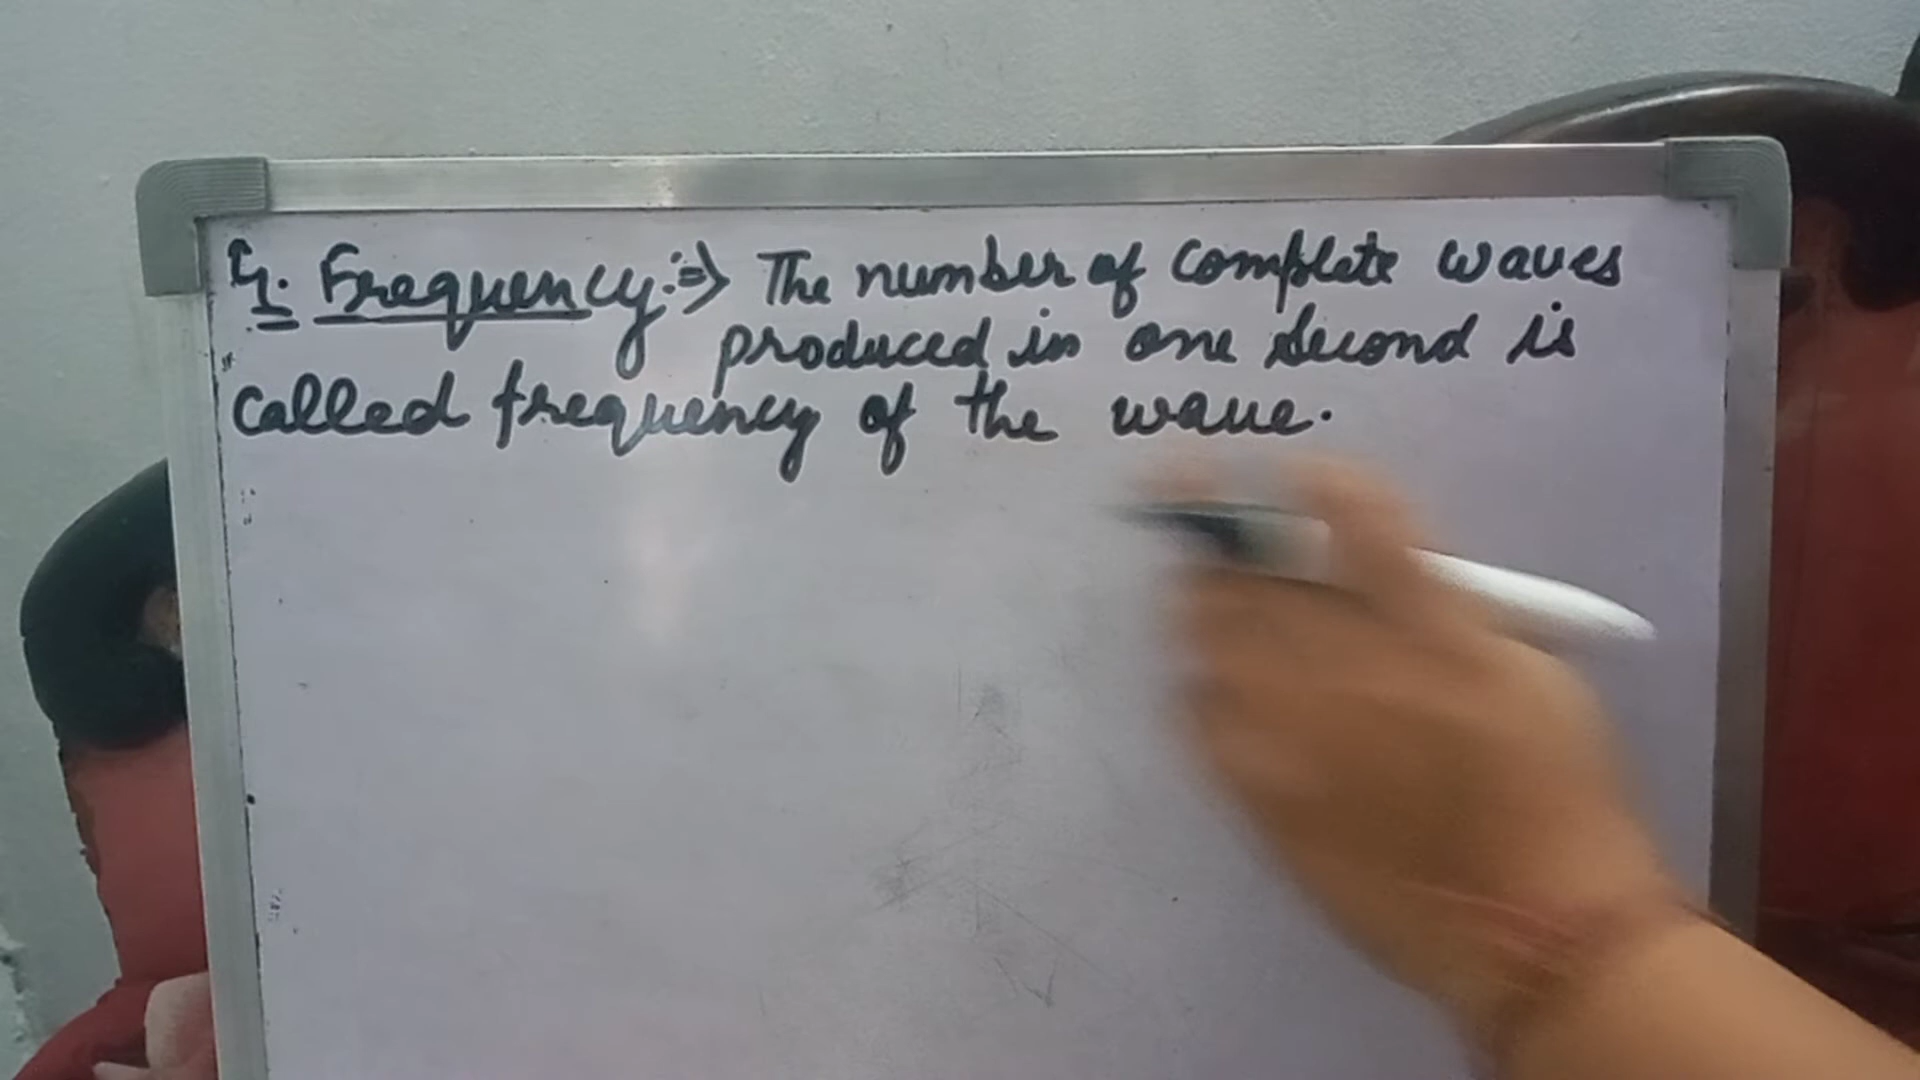 4. Frequency:⇒ The number of complete waves
produced in one second is
called frequency of the wave.